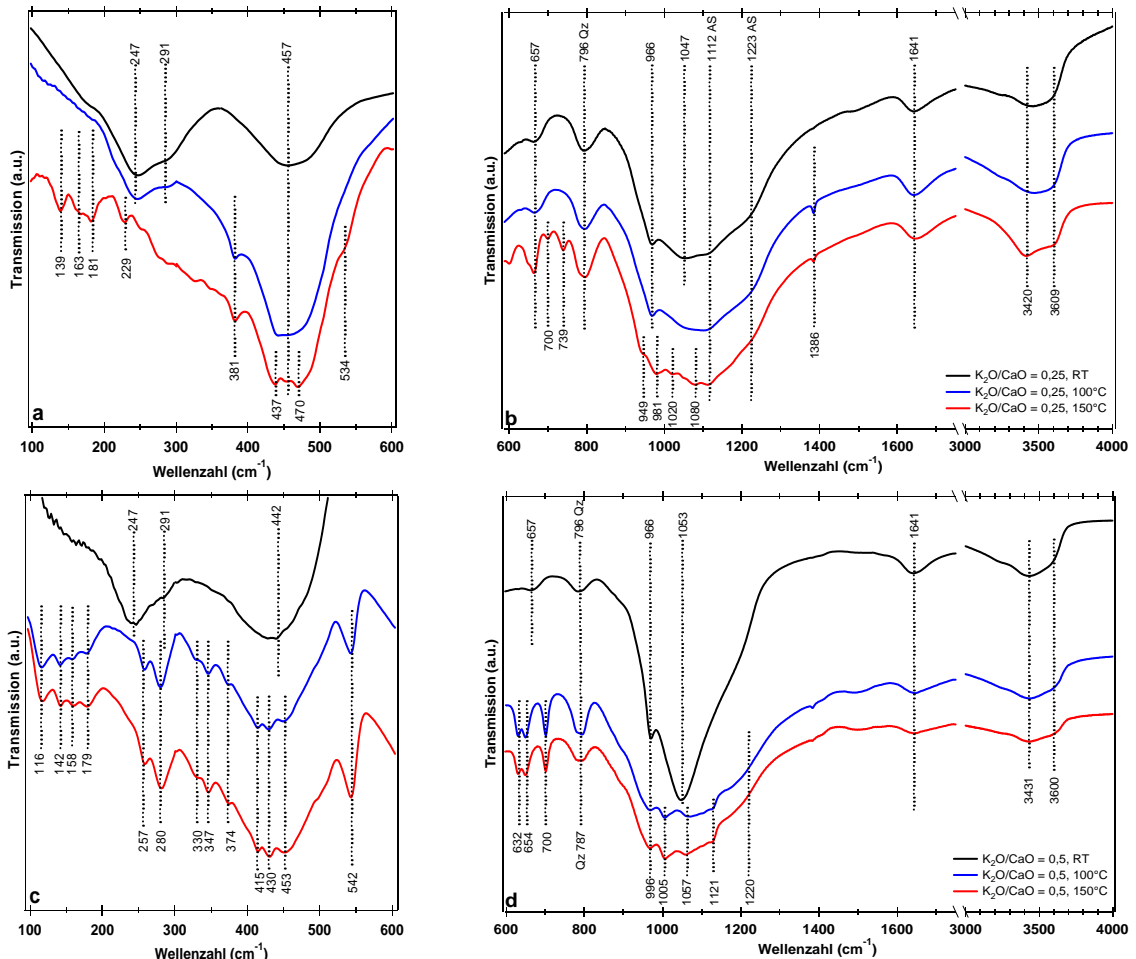 247
291
457
139
163
181
229
381
437
470
534
a
Transmission (a.u.)
100 200 300 400 500 600
Wellenzahl (cm-1)
657
796 Qz
966
1047
1112 AS
1223 AS
1641
700
739
949
981
1020
1080
1386
3420
3609
b
K2O/CaO = 0,25, RT
K2O/CaO = 0,25, 100°C
K2O/CaO = 0,25, 150°C
Transmission (a.u.)
600 800 1000 1200 1400 1600 3000 3500 4000
Wellenzahl (cm-1)
247
291
442
116
142
158
179
257
280
330
347
374
415
430
453
542
c
Transmission (a.u.)
100 200 300 400 500 600
Wellenzahl (cm-1)
657
796 Qz
966
1053
1641
632
654
700
Qz 787
996
1005
1057
1121
1220
3431
3600
d
K2O/CaO = 0,5, RT
K2O/CaO = 0,5, 100°C
K2O/CaO = 0,5, 150°C
Transmission (a.u.)
600 800 1000 1200 1400 1600 3000 3500 4000
Wellenzahl (cm-1)